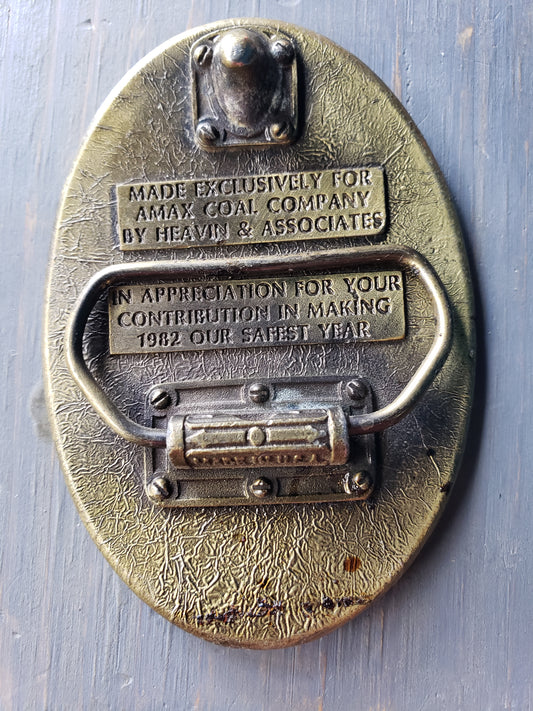 MADE EXCLUSIVELY FOR
AMAX COAL COMPANY
BY HEAVIN & ASSOCIATES
IN APPRECIATION FOR YOUR
CONTRIBUTION IN MAKING
1982 OUR SAFEST YEAR